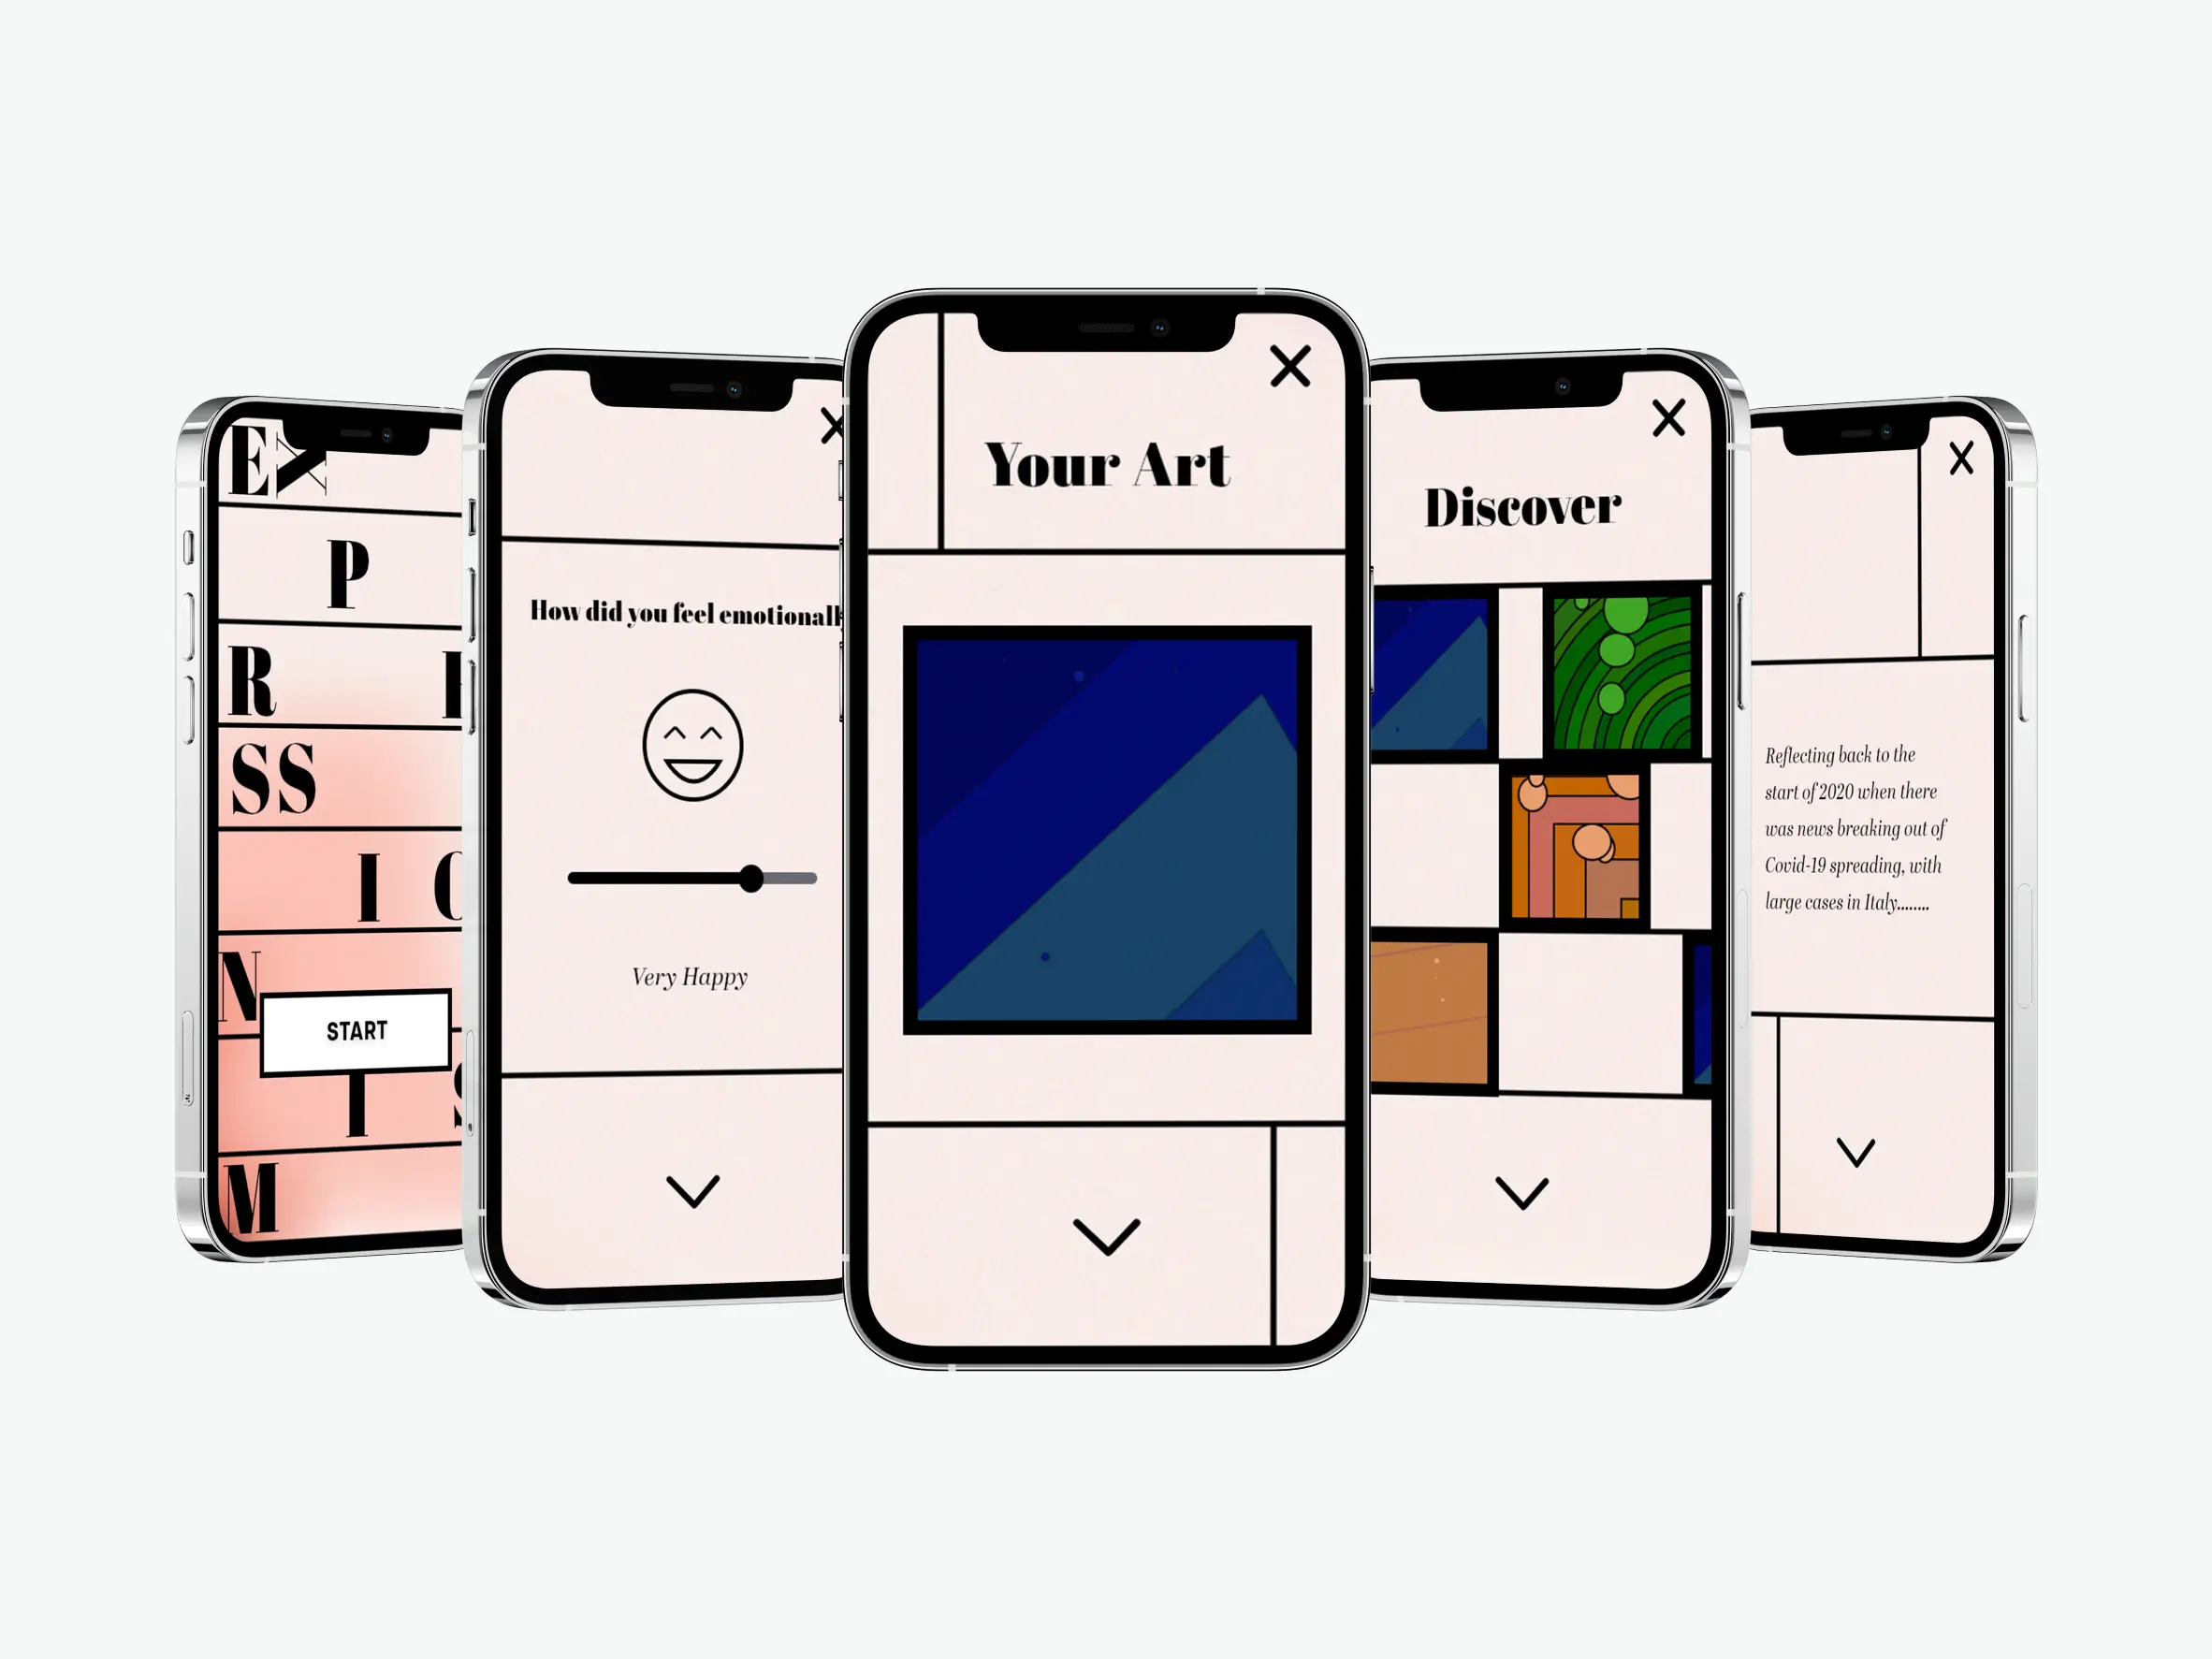 EX
P
R
SS
I
N
START
I
M
How did you feel
Very Happy
Your Art
Discover
Reflecting back to the
start of 2020 when there
was news breaking out of
Covid-19 spreading, with
large cases in Italy........